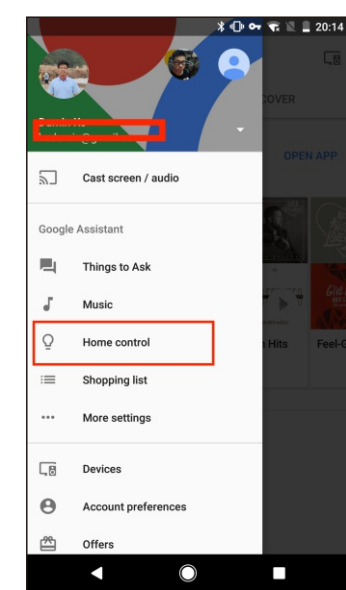 20:14
COVER
Cast screen / audio
OPEN APP
Google Assistant
Things to Ask
Music
Home control
n Hits
Feel-G
Shopping list
More settings
Devices
Account preferences
Offers